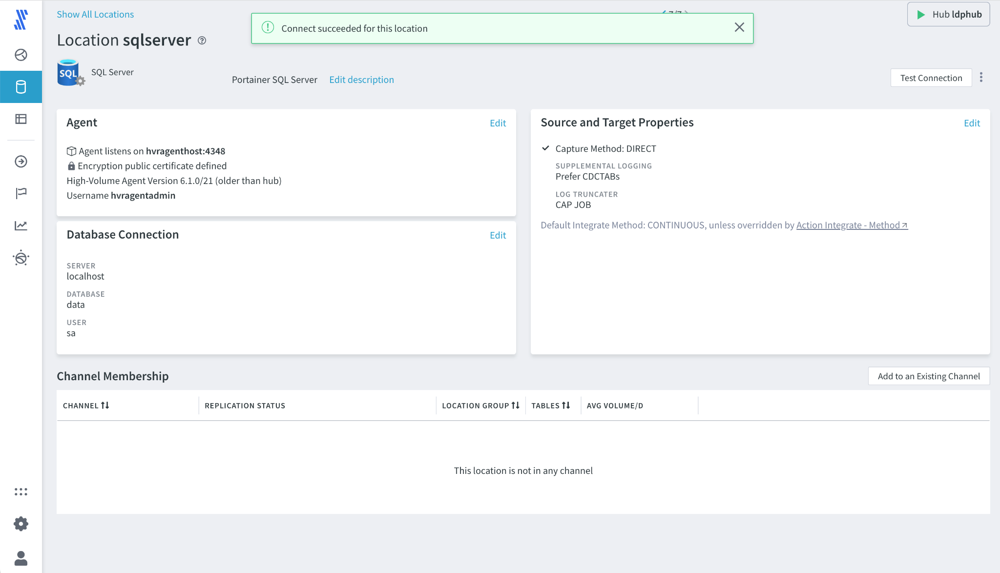 Show All Locations
Connect succeeded for this location
Hub ldphub
Location sqlserver
SQL
SQL Server
Portainer SQL Server Edit description
Test Connection
Agent Edit
Agent listens on hvragenthost:4348
Encryption public certificate defined
High-Volume Agent Version 6.1.0/21 (older than hub)
Username hvragentadmin
Database Connection Edit
SERVER
localhost
DATABASE
data
USER
sa
Source and Target Properties Edit
Capture Method: DIRECT
SUPPLEMENTAL LOGGING
Prefer CDCTABs
LOG TRUNCATER
CAP JOB
Default Integrate Method: CONTINUOUS, unless overridden by Action Integrate - Method
Channel Membership
Add to an Existing Channel
CHANNEL REPLICATION STATUS LOCATION GROUP TABLES AVG VOLUME/D
This location is not in any channel